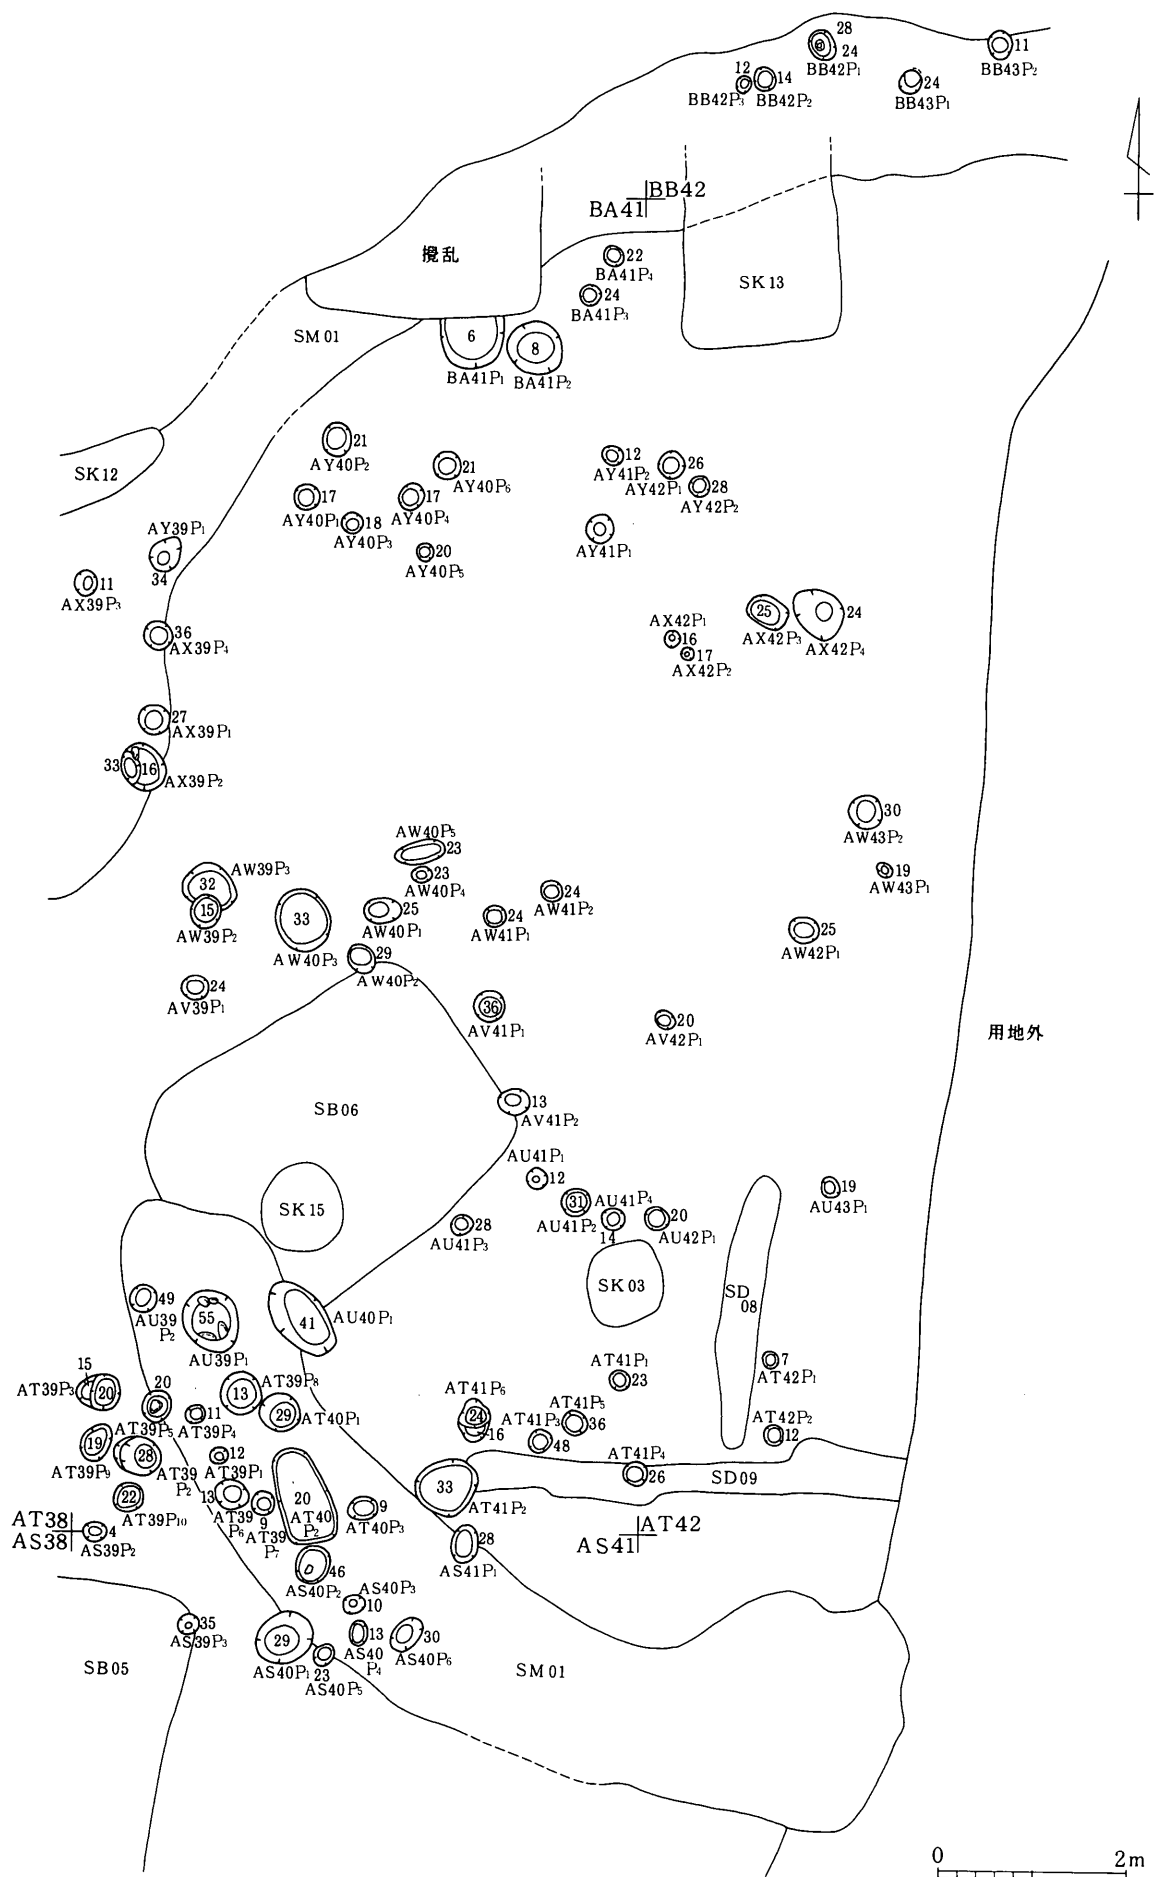 28
24
BB42P₁
11
BB43P₂
12
14
BB42P₃
BB42P₂
24
BB43P₁
BB42
BA41
攪乱
22
BA41P₄
24
BA41P₃
SK13
SM01
6
BA41P₁
8
BA41P₂
SK12
21
AY40P₂
21
AY40P₆
12
AY41P₂
26
AY42P₁
28
AY42P₂
17
AY40P₁
18
AY40P₃
17
AY40P₄
20
AY40P₅
AY41P₁
AY39P₁
34
11
AX39P₃
36
AX39P₄
AX42P₁
16
17
AX42P₂
25
AX42P₃
24
AX42P₄
27
AX39P₁
33
16
AX39P₂
30
AW43P₂
19
AW43P₁
AW40P₅
23
23
AW40P₄
AW39P₃
32
15
AW39P₂
33
AW40P₃
25
AW40P₁
24
AW41P₁
24
AW41P₂
25
AW42P₁
29
AW40P₂
24
AV39P₁
36
AV41P₁
20
AV42P₁
用地外
SB06
13
AV41P₂
AU41P₁
12
31
AU41P₂
AU41P₄
14
20
AU42P₁
19
AU43P₁
SK15
28
AU41P₃
SK03
SD
08
49
AU39
P₂
55
AU39P₁
41
AU40P₁
7
AT42P₁
AT41P₁
23
15
AT39P₃
20
20
AT39P₅
11
AT39P₄
13
AT39P₈
29
AT40P₁
AT41P₆
24
16
AT41P₃
48
AT41P₅
36
AT42P₂
12
19
AT39P₉
28
AT39
P₂
12
AT39P₁
AT41P₄
26
SD09
33
AT41P₂
22
AT39P₁₀
13
AT39
P₆
9
AT39
P₇
20
AT40
P₂
9
AT40P₃
AT38
AS38
4
AS39P₂
AT42
AS41
28
AS41P₁
46
AS40P₂
AS40P₃
10
35
AS39P₃
29
AS40P₁
23
AS40P₅
13
AS40
P₄
30
AS40P₆
SB05
SM01
0
2m